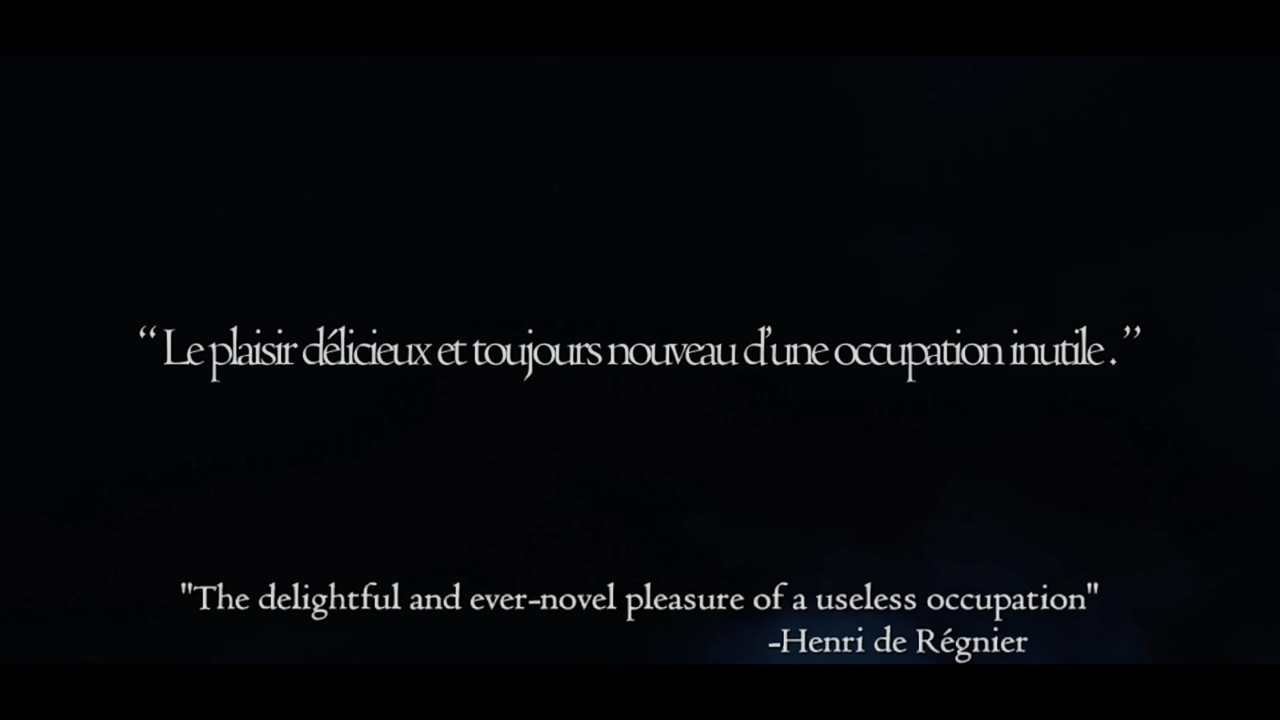 “ Le plaisir délicieux et toujours nouveau d’une occupation inutile . ”
"The delightful and ever-novel pleasure of a useless occupation"
-Henri de Régnier